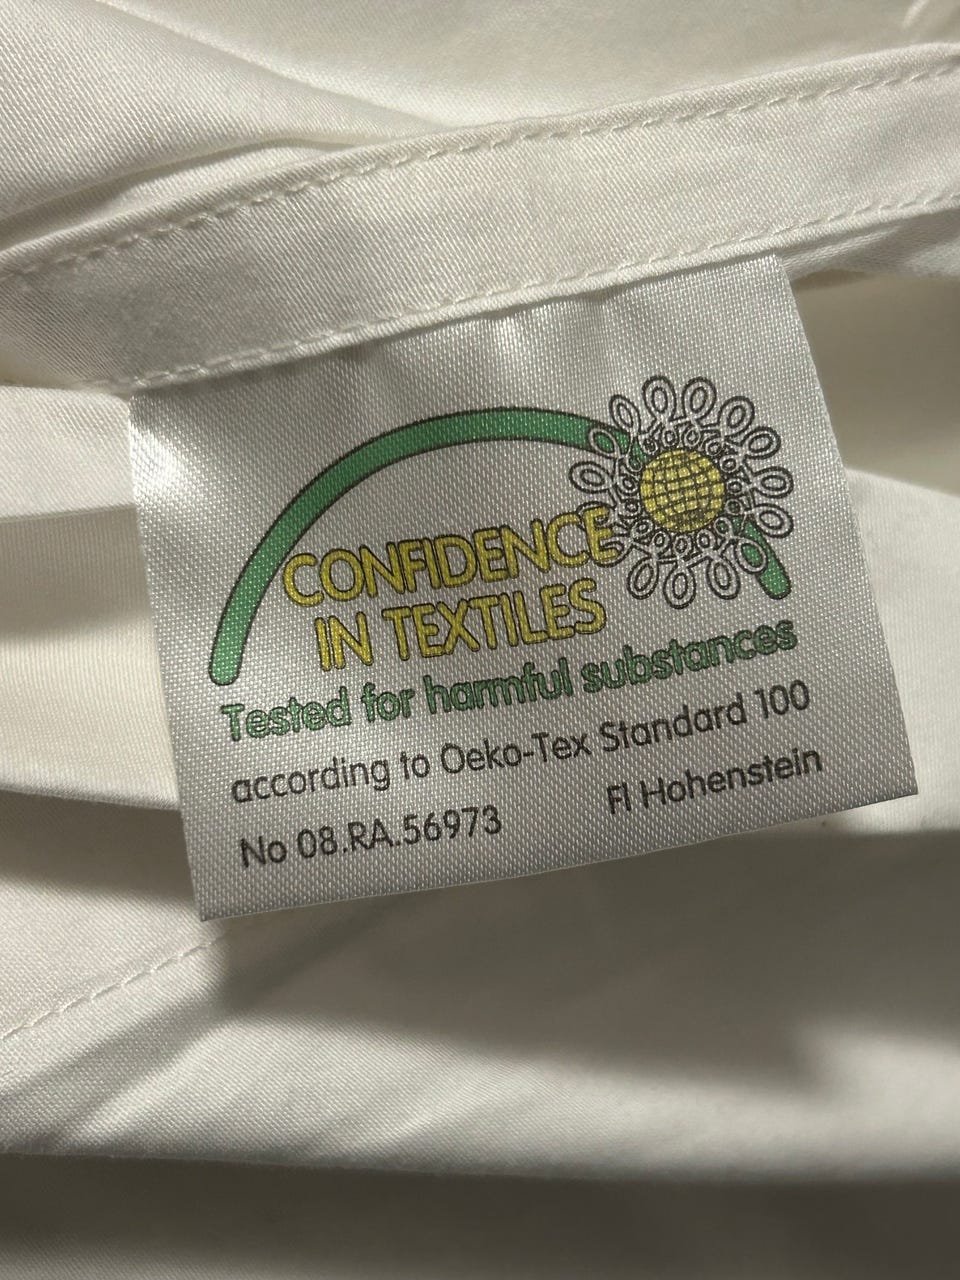 CONFIDENCE
IN TEXTILES
Tested for harmful substances
according to Oeko-Tex Standard 100
No 08.RA.56973 FI Hohenstein